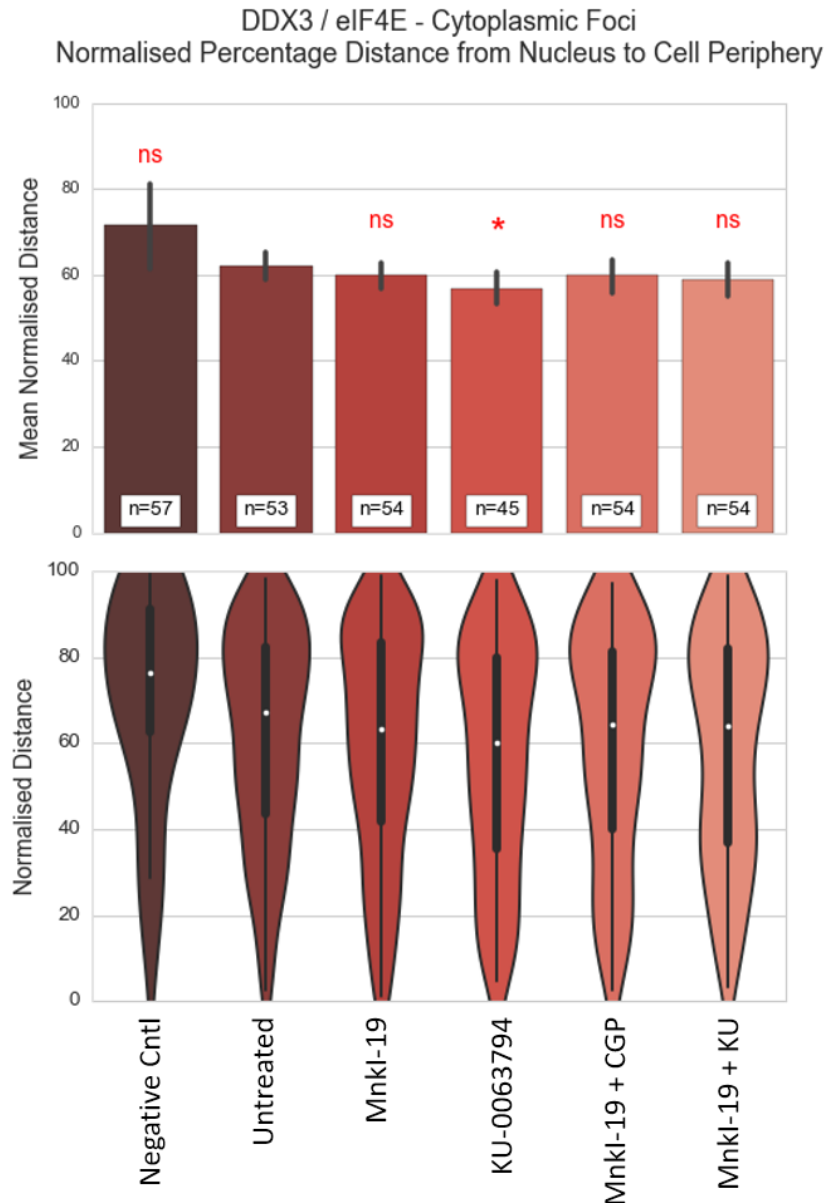 DDX3 / eIF4E - Cytoplasmic Foci
Normalised Percentage Distance from Nucleus to Cell Periphery
Mean Normalised Distance
100
80
60
40
20
0
ns
ns
*
ns
ns
n=57
n=53
n=54
n=45
n=54
n=54
Normalised Distance
100
80
60
40
20
0
Negative Cntl
Untreated
MnkI-19
KU-0063794
MnkI-19 + CGP
MnkI-19 + KU